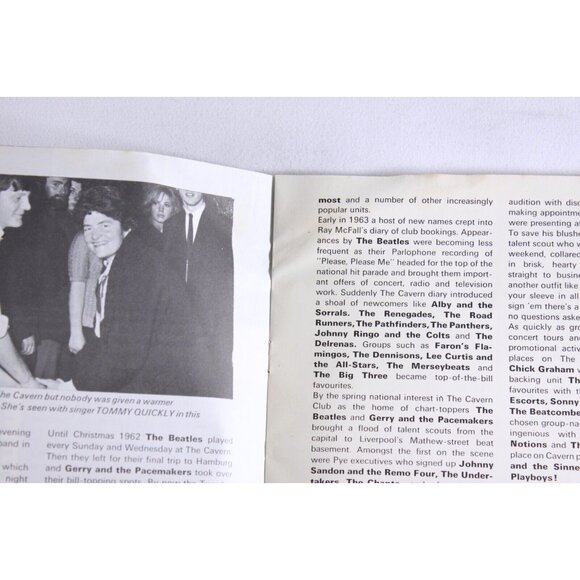 he Cavern but nobody was given a warmer
She's seen with singer TOMMY QUICKLY in this
evening
band in
which
night
Until Christmas 1962 The Beatles played
every Sunday and Wednesday at The Cavern.
Then they left for their final trip to Hamburg
and Gerry and the Pacemakers took over
their bill-topping spots. By now the
most and a number of other increasingly
popular units.
Early in 1963 a host of new names crept into
Ray McFall's diary of club bookings. Appear-
ances by The Beatles were becoming less
frequent as their Parlophone recording of
"Please, Please Me" headed for the top of the
national hit parade and brought them import-
ant offers of concert, radio and television
work. Suddenly The Cavern diary introduced
a shoal of newcomers like Alby and the
Sorrals. The Renegades, The Road
Runners, The Pathfinders, The Panthers,
Johnny Ringo and the Colts and The
Delrenas. Groups such as Faron's Fla-
mingos, The Dennisons, Lee Curtis and
the All-Stars, The Merseybeats and
The Big Three became top-of-the-bill
favourites.
By the spring national interest in The Cavern
Club as the home of chart-toppers The
Beatles and Gerry and the Pacemakers
brought a flood of talent scouts from the
capital to Liverpool's Mathew-street beat
basement. Amongst the first on the scene
were Pye executives who signed up Johnny
Sandon and the Remo Four, The Under-
takers, The Chants
audition with disc
making appointme
were presenting at
To save his blushe
talent scout who w
weekend, collared
in brisk, hearty
straight to busine
another outfit like
your sleeve in all
sign 'em there's a
no questions aske
As quickly as gro
concert tours and
promotional activ
places on The
Chick Graham w
backing unit Th
favourites with th
Escorts, Sonny
The Beatcombe
chosen group-na
ingenious with
Notions and Th
place on Cavern p
and the Sinne
Playboys!